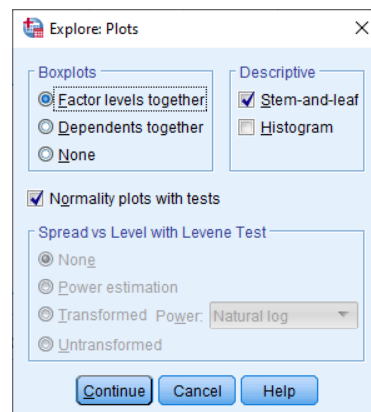 Explore: Plots
Boxplots
Factor levels together
Dependents together
None
Descriptive
Stem-and-leaf
Histogram
Normality plots with tests
Spread vs Level with Levene Test
None
Power estimation
Transformed Power: Natural log
Untransformed
Continue Cancel Help